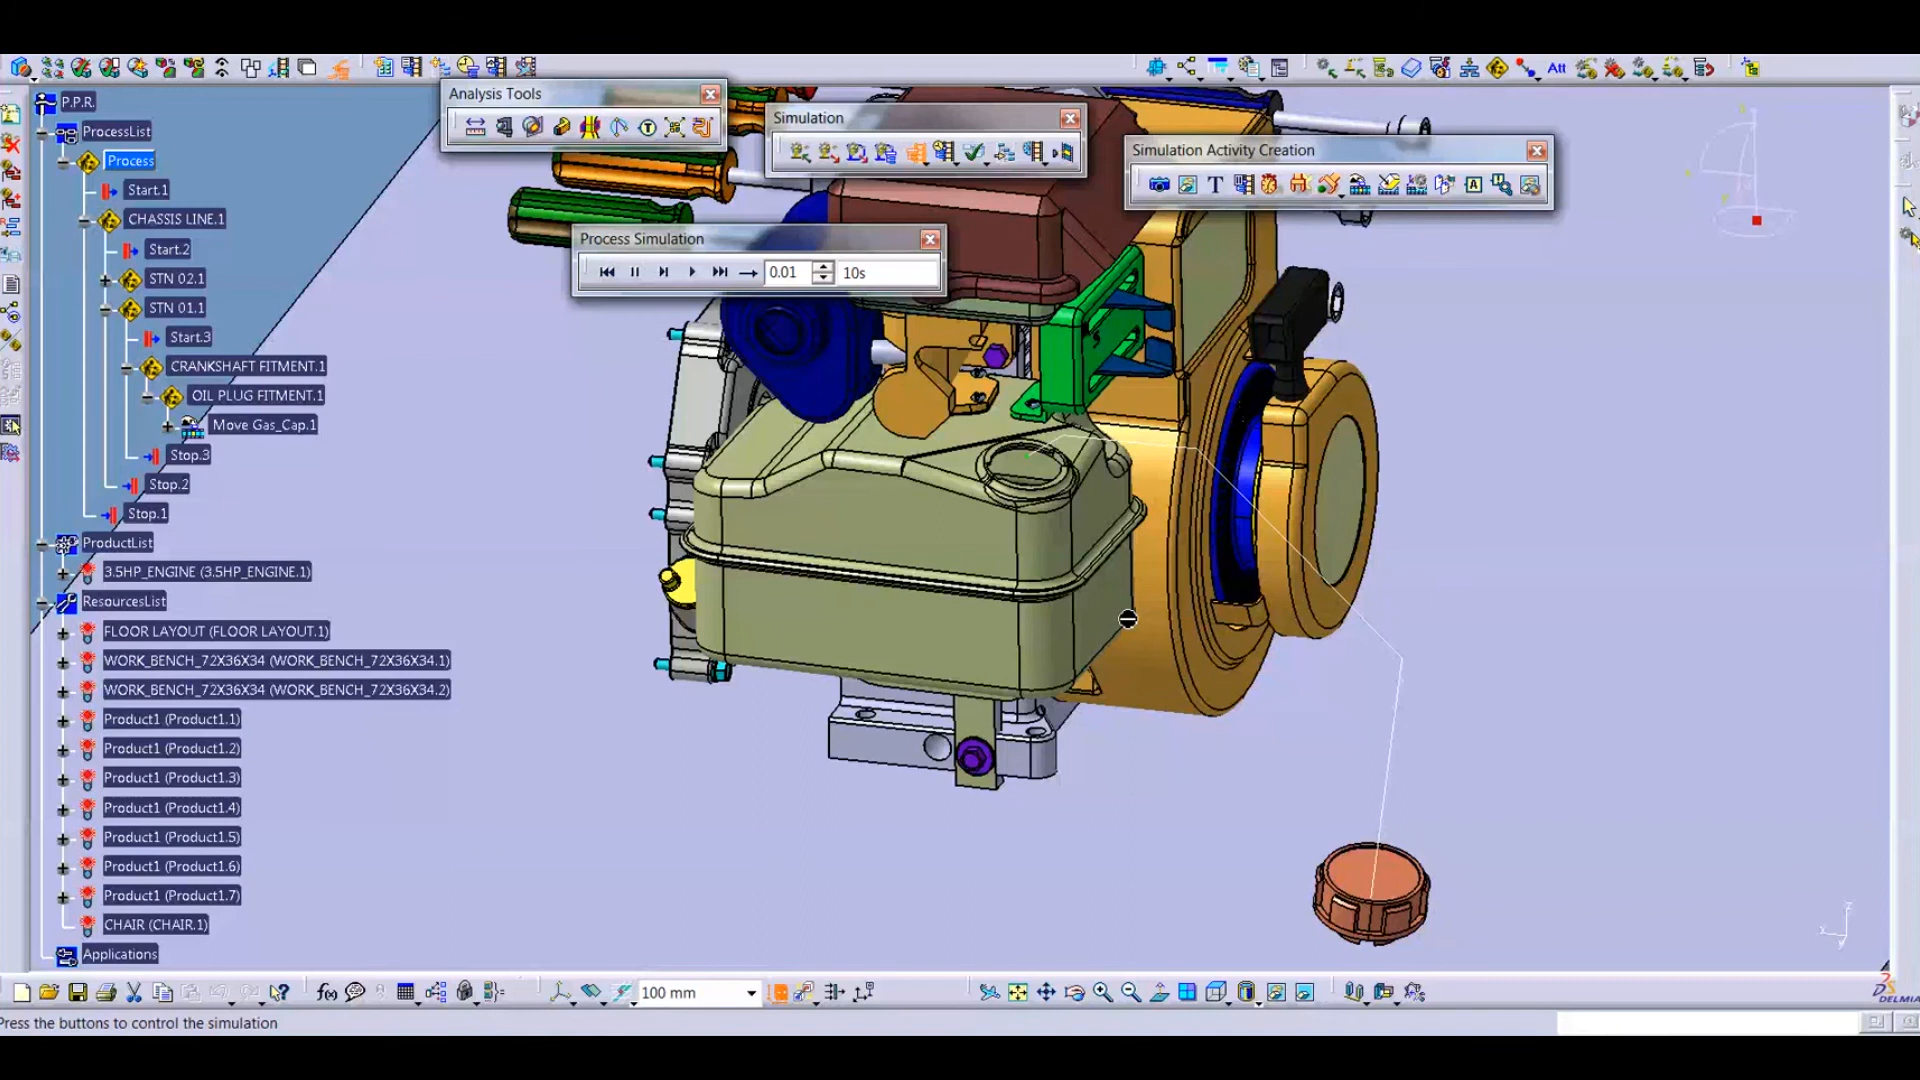 Att
Analysis Tools
Simulation
Simulation Activity Creation
Process Simulation
0.01
10s
P.P.R.
ProcessList
Process
Start.1
CHASSIS LINE.1
Start.2
STN 02.1
STN 01.1
Start.3
CRANKSHAFT FITMENT.1
OIL PLUG FITMENT.1
Move Gas_Cap.1
Stop.3
Stop.2
Stop.1
ProductList
3.5HP_ENGINE (3.5HP_ENGINE.1)
ResourcesList
FLOOR LAYOUT (FLOOR LAYOUT.1)
WORK_BENCH_72X36X34 (WORK_BENCH_72X36X34.1)
WORK_BENCH_72X36X34 (WORK_BENCH_72X36X34.2)
Product1 (Product1.1)
Product1 (Product1.2)
Product1 (Product1.3)
Product1 (Product1.4)
Product1 (Product1.5)
Product1 (Product1.6)
Product1 (Product1.7)
CHAIR (CHAIR.1)
Applications
100 mm
DELMIA
Press the buttons to control the simulation